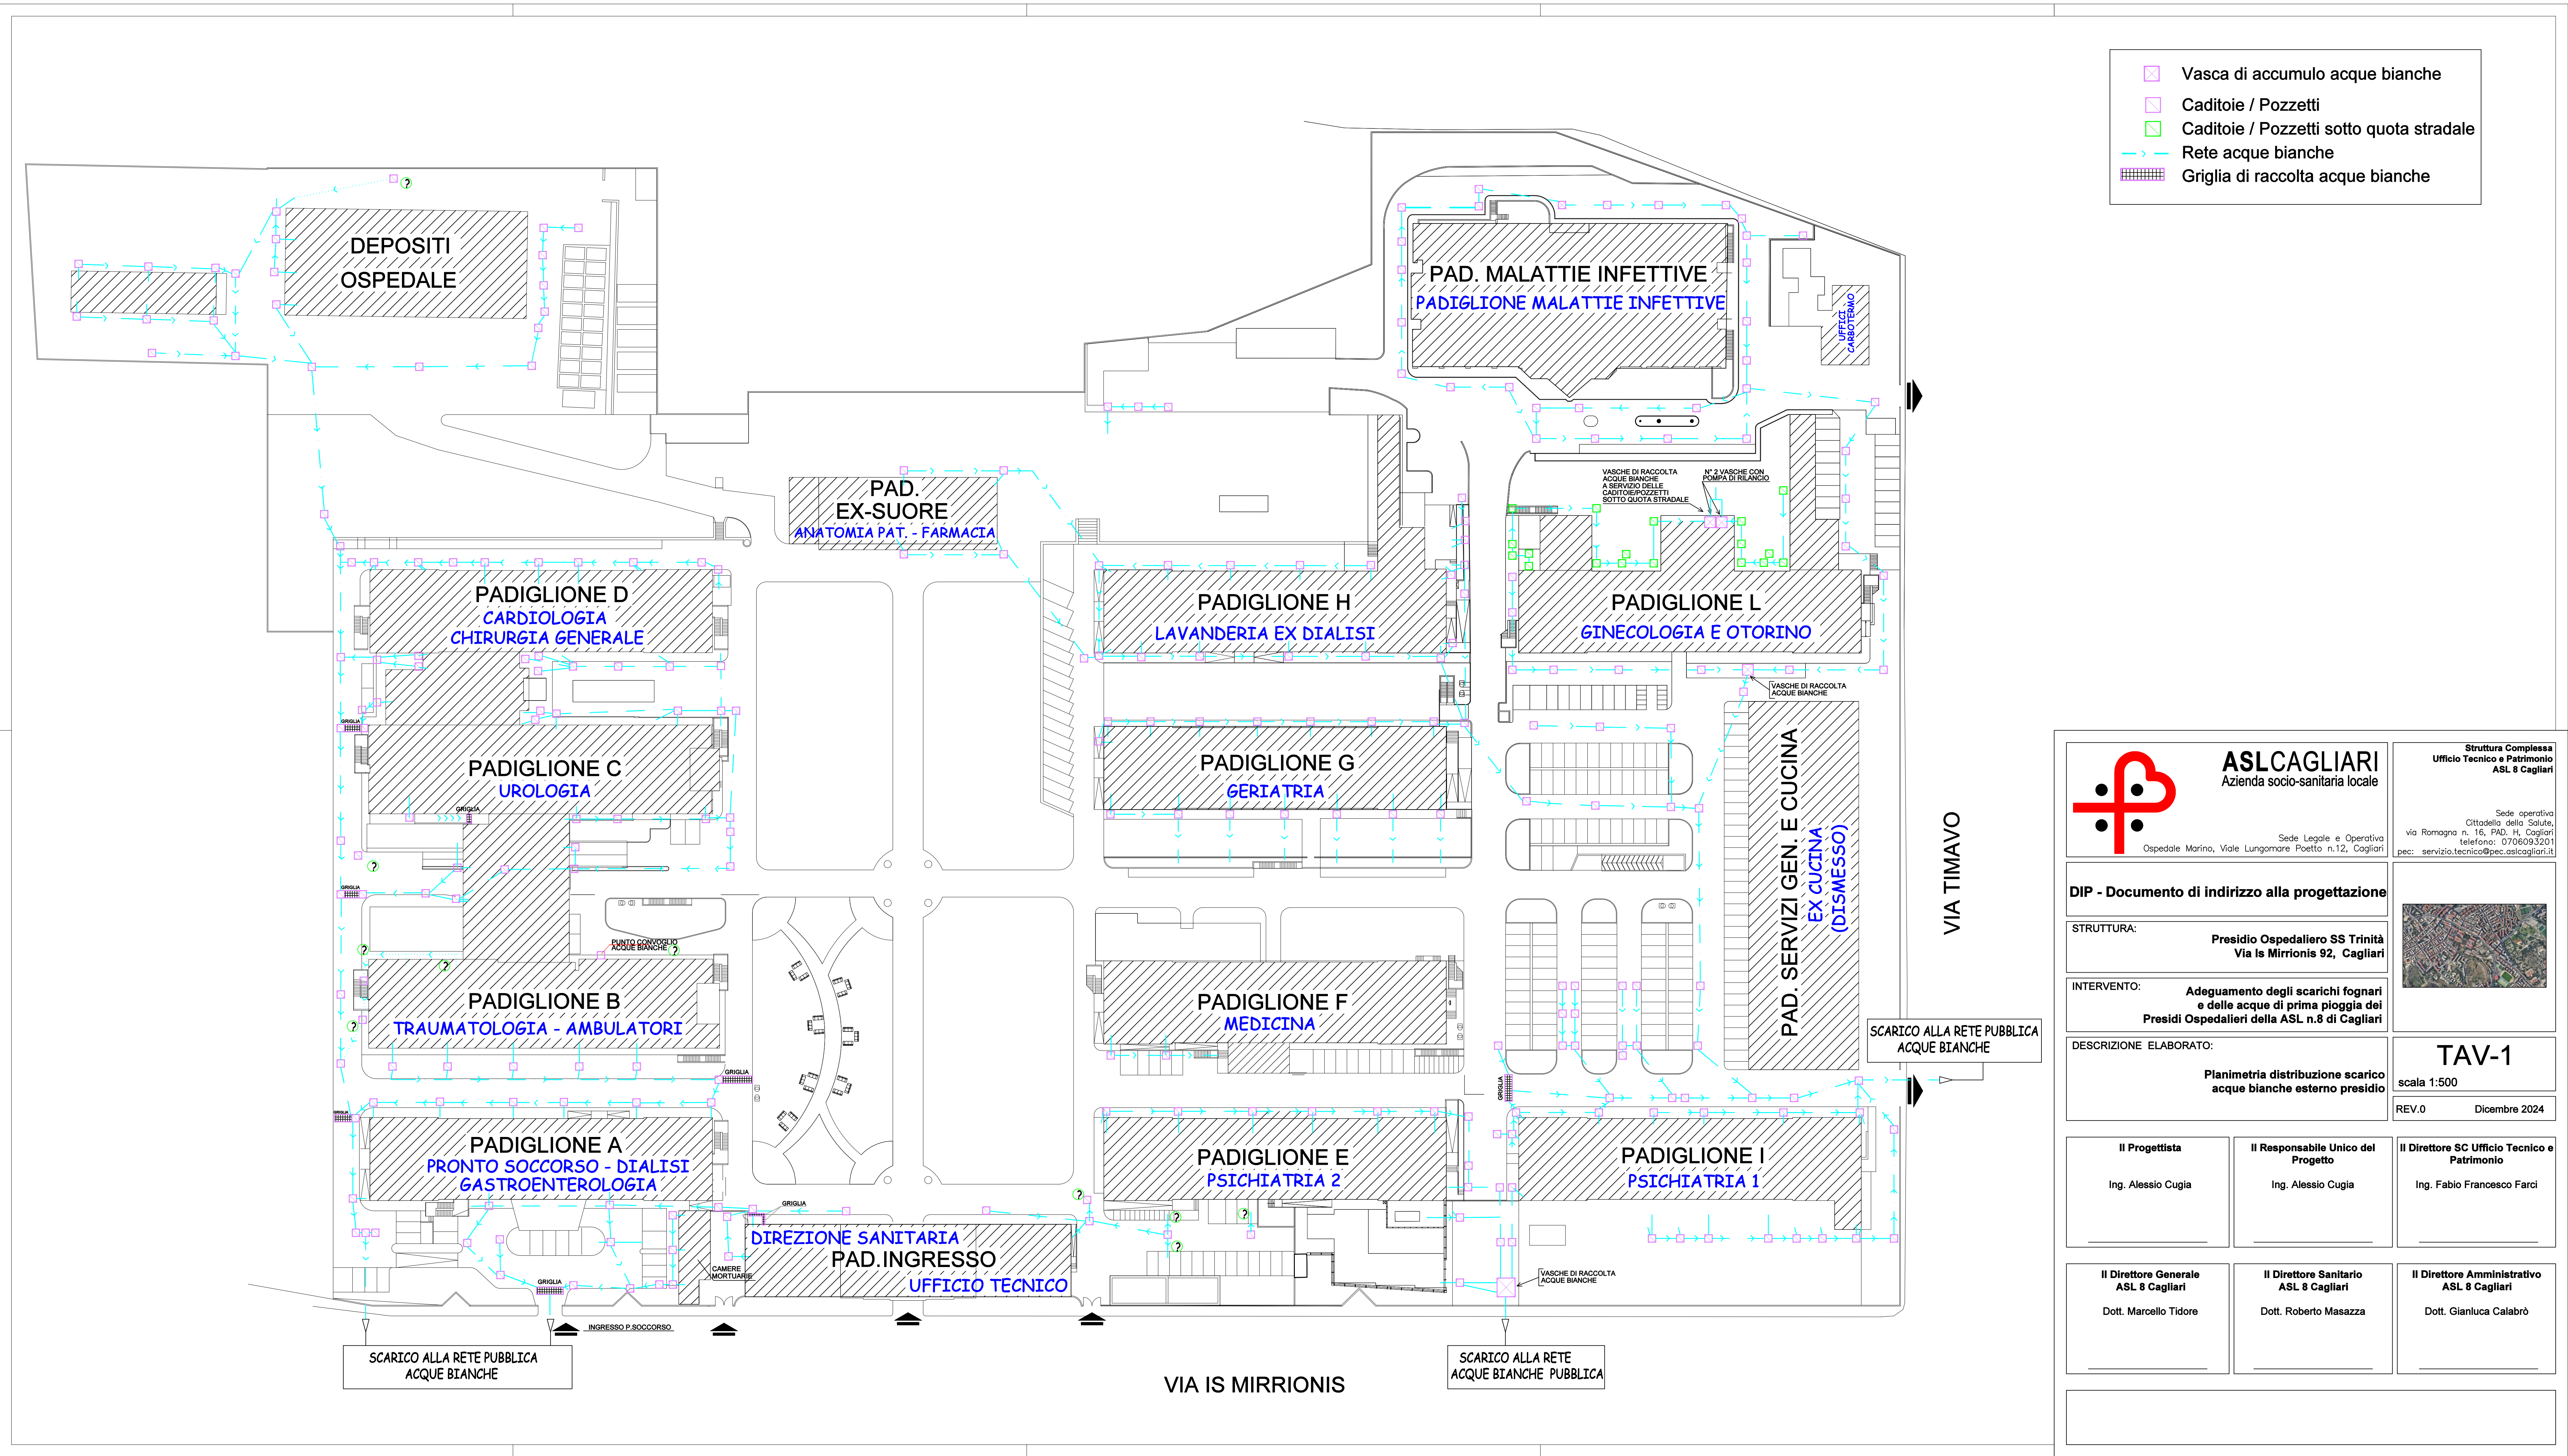 Vasca di accumulo acque bianche
Caditoie / Pozzetti
Caditoie / Pozzetti sotto quota stradale
Rete acque bianche
Griglia di raccolta acque bianche
?
DEPOSITI
OSPEDALE
PAD. MALATTIE INFETTIVE
PADIGLIONE MALATTIE INFETTIVE
UFFICI
CARBOTERMO
VASCHE DI RACCOLTA
ACQUE BIANCHE
A SERVIZIO DELLE
CADITOIE/POZZETTI
SOTTO QUOTA STRADALE
N° 2 VASCHE CON
POMPA DI RILANCIO
PAD.
EX-SUORE
ANATOMIA PAT. - FARMACIA
PADIGLIONE D
CARDIOLOGIA
CHIRURGIA GENERALE
PADIGLIONE H
LAVANDERIA EX DIALISI
PADIGLIONE L
GINECOLOGIA E OTORINO
VASCHE DI RACCOLTA
ACQUE BIANCHE
GRIGLIA
PADIGLIONE C
UROLOGIA
GRIGLIA
PADIGLIONE G
GERIATRIA
PAD. SERVIZI GEN. E CUCINA
EX CUCINA
(DISMESSO)
VIA TIMAVO
?
GRIGLIA
PUNTO CONVOGLIO
ACQUE BIANCHE
?
?
?
PADIGLIONE B
TRAUMATOLOGIA - AMBULATORI
?
PADIGLIONE F
MEDICINA
SCARICO ALLA RETE PUBBLICA
ACQUE BIANCHE
GRIGLIA
GRIGLIA
GRIGLIA
PADIGLIONE A
PRONTO SOCCORSO - DIALISI
GASTROENTEROLOGIA
PADIGLIONE E
PSICHIATRIA 2
PADIGLIONE I
PSICHIATRIA 1
GRIGLIA
?
?
?
?
DIREZIONE SANITARIA
PAD.INGRESSO
UFFICIO TECNICO
CAMERE
MORTUARIE
GRIGLIA
VASCHE DI RACCOLTA
ACQUE BIANCHE
INGRESSO P.SOCCORSO
SCARICO ALLA RETE PUBBLICA
ACQUE BIANCHE
SCARICO ALLA RETE
ACQUE BIANCHE PUBBLICA
VIA IS MIRRIONIS
ASLCAGLIARI
Azienda socio-sanitaria locale
Sede Legale e Operativa
Ospedale Marino, Viale Lungomare Poetto n.12, Cagliari
Struttura Complessa
Ufficio Tecnico e Patrimonio
ASL 8 Cagliari
Sede operativa
Cittadella della Salute,
via Romagna n. 16, PAD. H, Cagliari
telefono: 0706093201
pec: servizio.tecnico@pec.aslcagliari.it
DIP - Documento di indirizzo alla progettazione
STRUTTURA:
Presidio Ospedaliero SS Trinità
Via Is Mirrionis 92, Cagliari
INTERVENTO:
Adeguamento degli scarichi fognari
e delle acque di prima pioggia dei
Presidi Ospedalieri della ASL n.8 di Cagliari
DESCRIZIONE ELABORATO:
Planimetria distribuzione scarico
acque bianche esterno presidio
TAV-1
scala 1:500
REV.0 Dicembre 2024
Il Progettista
Ing. Alessio Cugia
Il Responsabile Unico del
Progetto
Ing. Alessio Cugia
Il Direttore SC Ufficio Tecnico e
Patrimonio
Ing. Fabio Francesco Farci
Il Direttore Generale
ASL 8 Cagliari
Dott. Marcello Tidore
Il Direttore Sanitario
ASL 8 Cagliari
Dott. Roberto Masazza
Il Direttore Amministrativo
ASL 8 Cagliari
Dott. Gianluca Calabrò